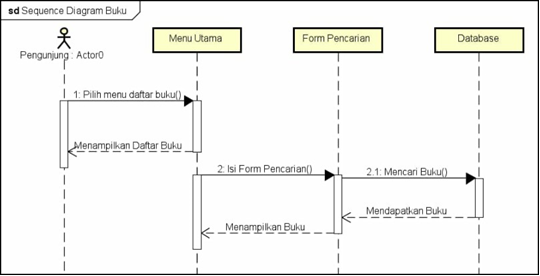 sd Sequence Diagram Buku
Pengunjung : Actor0
Menu Utama
Form Pencarian
Database
1: Pilih menu daftar buku()
Menampilkan Daftar Buku
2: Isi Form Pencarian()
2.1: Mencari Buku()
Mendapatkan Buku
Menampilkan Buku